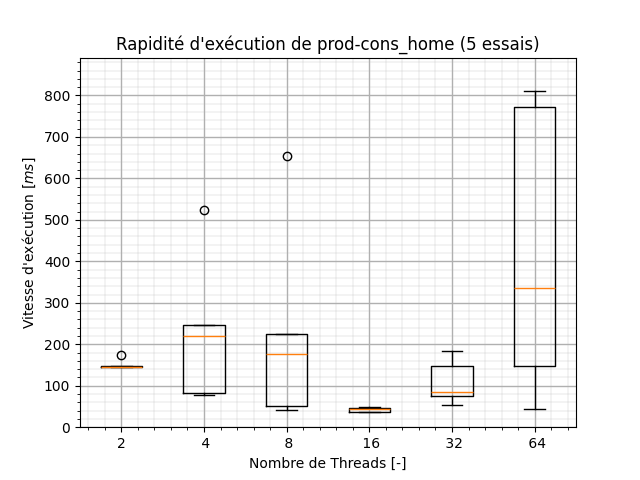 Rapidité d'exécution de prod-cons_home (5 essais)
Vitesse d'exécution [ms]
800
700
600
500
400
300
200
100
0
2 4 8 16 32 64
Nombre de Threads [-]